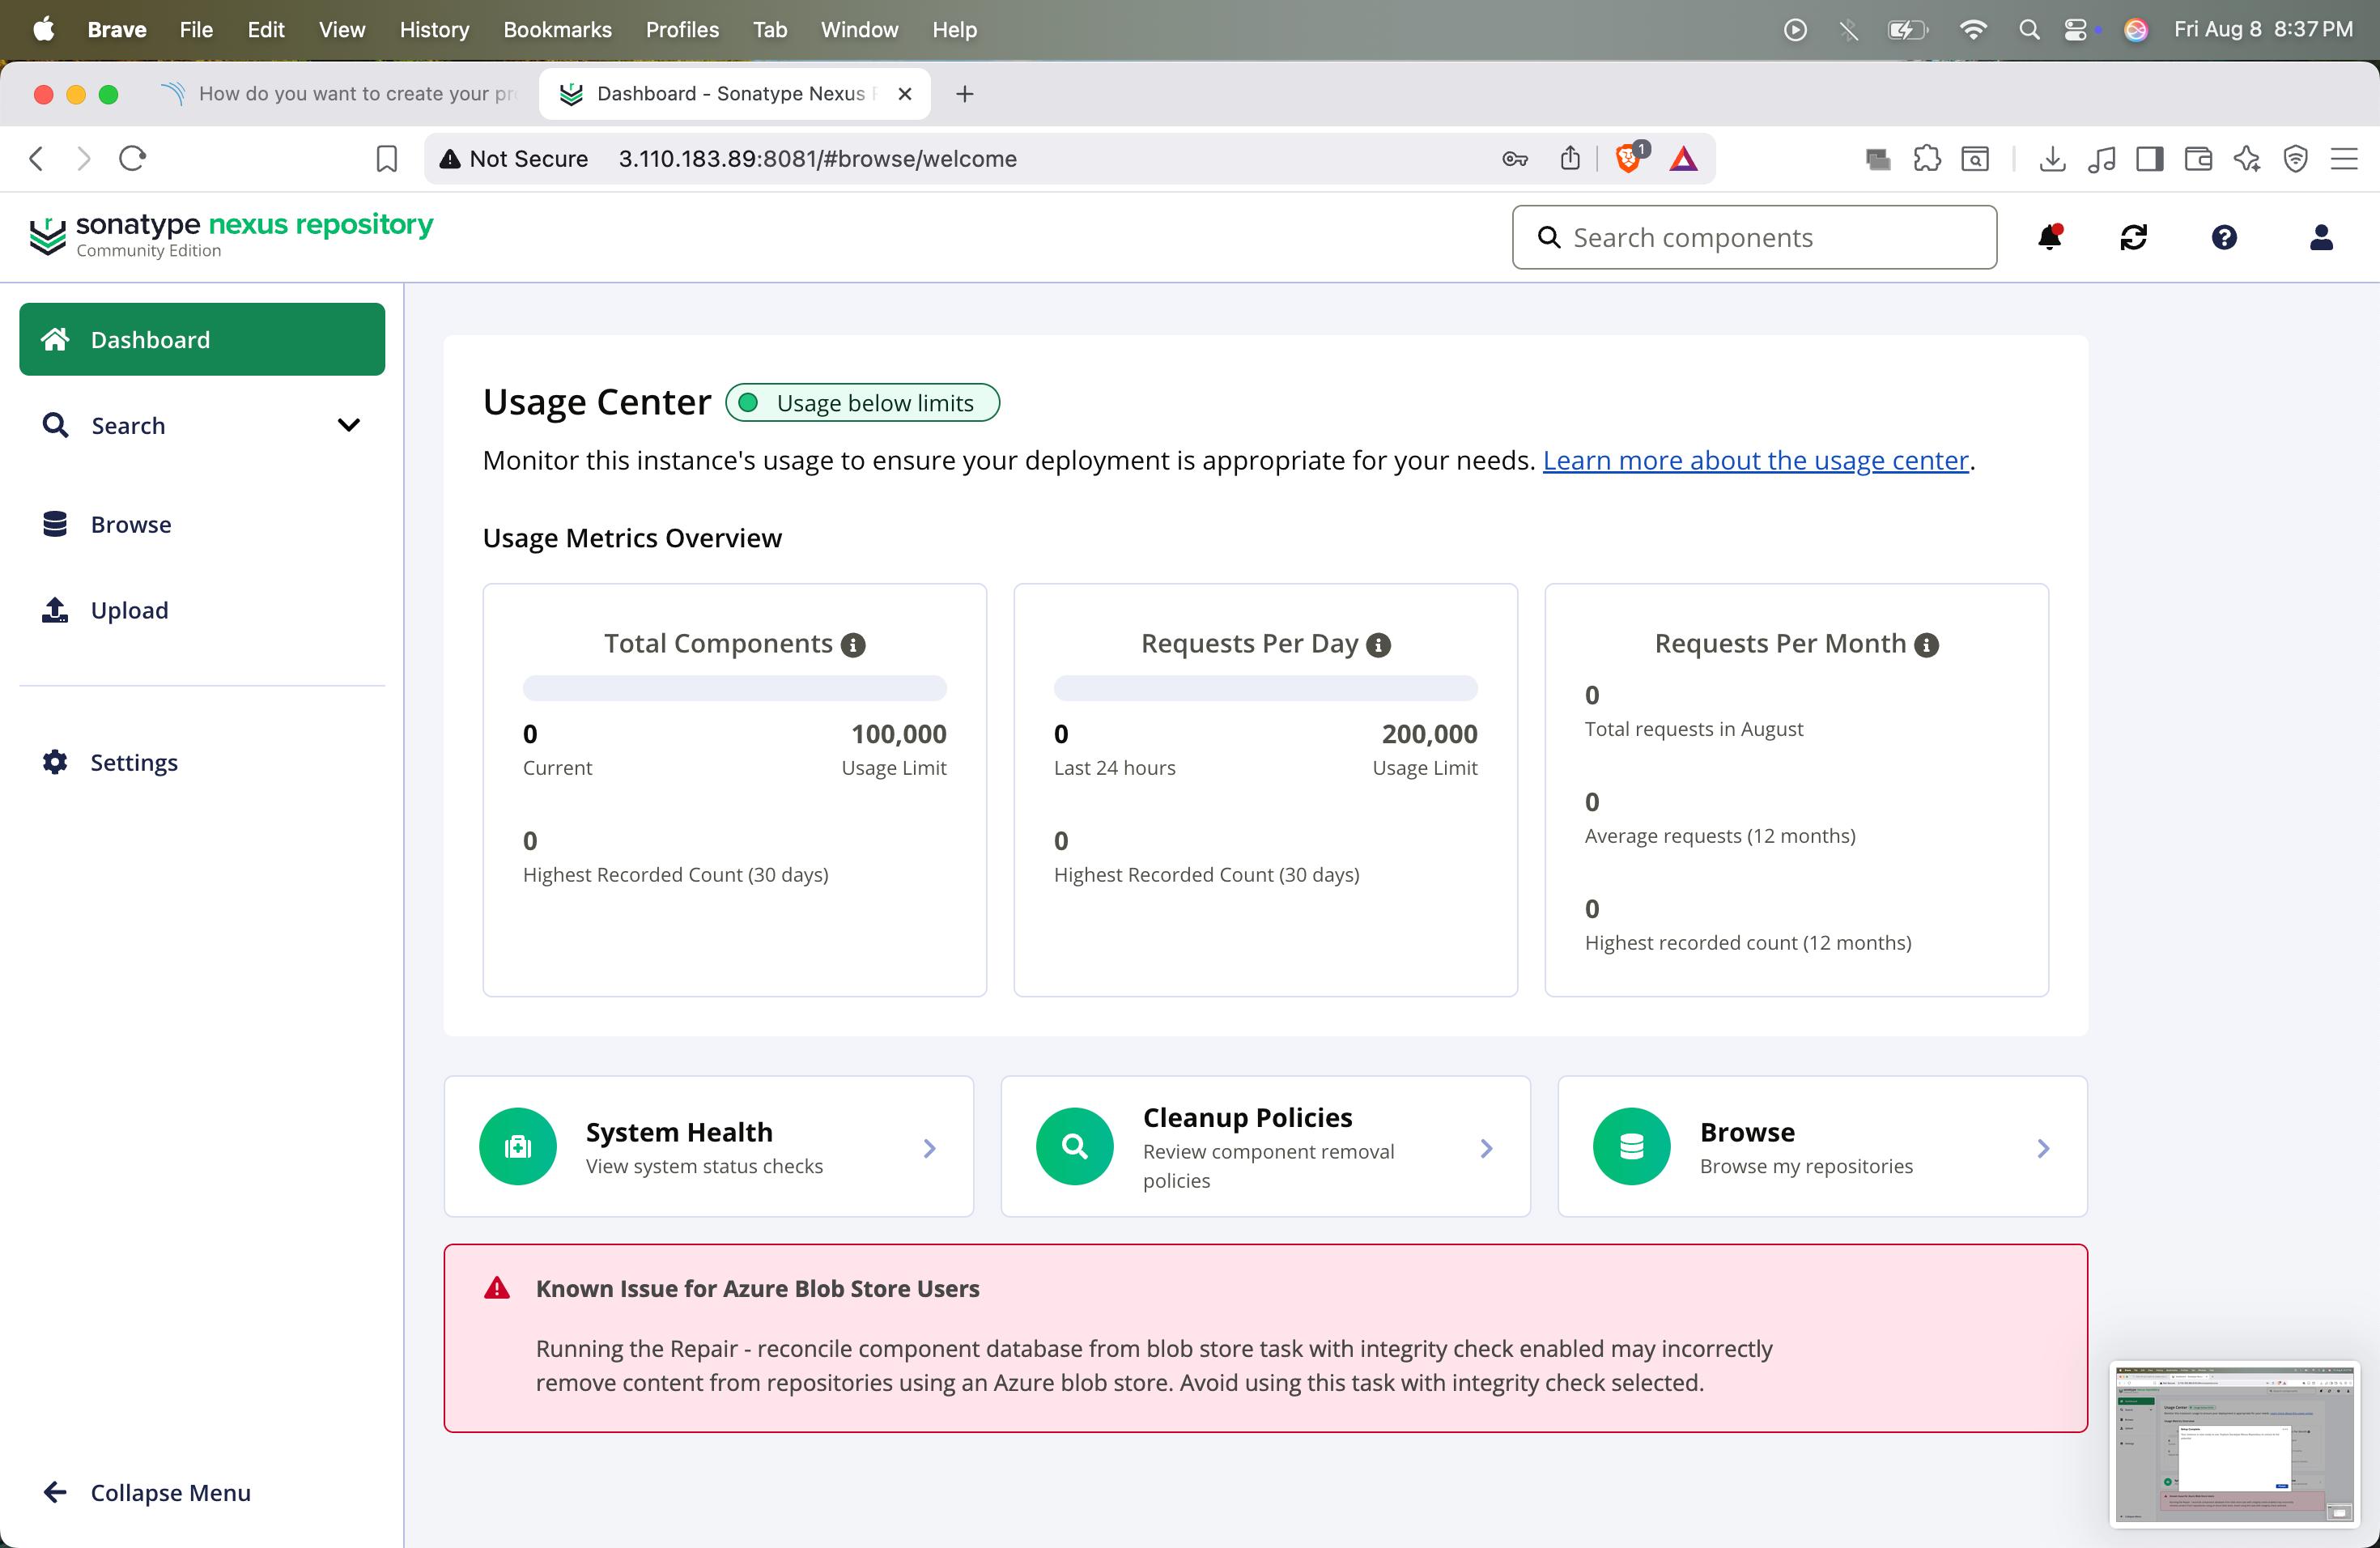 Brave File Edit View History Bookmarks Profiles Tab Window Help Fri Aug 8 8:37 PM
How do you want to create your pr
Dashboard - Sonatype Nexus
Not Secure 3.110.183.89:8081/#browse/welcome
1
sonatype nexus repository
Community Edition
Search components
Dashboard
Search
Browse
Upload
Settings
Collapse Menu
Usage Center Usage below limits
Monitor this instance's usage to ensure your deployment is appropriate for your needs. Learn more about the usage center.
Usage Metrics Overview
Total Components
0 100,000
Current Usage Limit
0
Highest Recorded Count (30 days)
Requests Per Day
0 200,000
Last 24 hours Usage Limit
0
Highest Recorded Count (30 days)
Requests Per Month
0
Total requests in August
0
Average requests (12 months)
0
Highest recorded count (12 months)
System Health
View system status checks
Cleanup Policies
Review component removal
policies
Browse
Browse my repositories
Known Issue for Azure Blob Store Users
Running the Repair - reconcile component database from blob store task with integrity check enabled may incorrectly
remove content from repositories using an Azure blob store. Avoid using this task with integrity check selected.